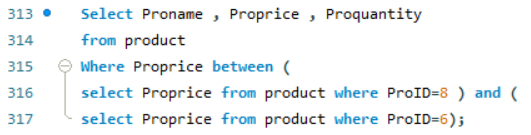 313 Select Proname , Proprice , Proquantity
314 from product
315 Where Proprice between (
316 select Proprice from product where ProID=8 ) and (
317 select Proprice from product where ProID=6);